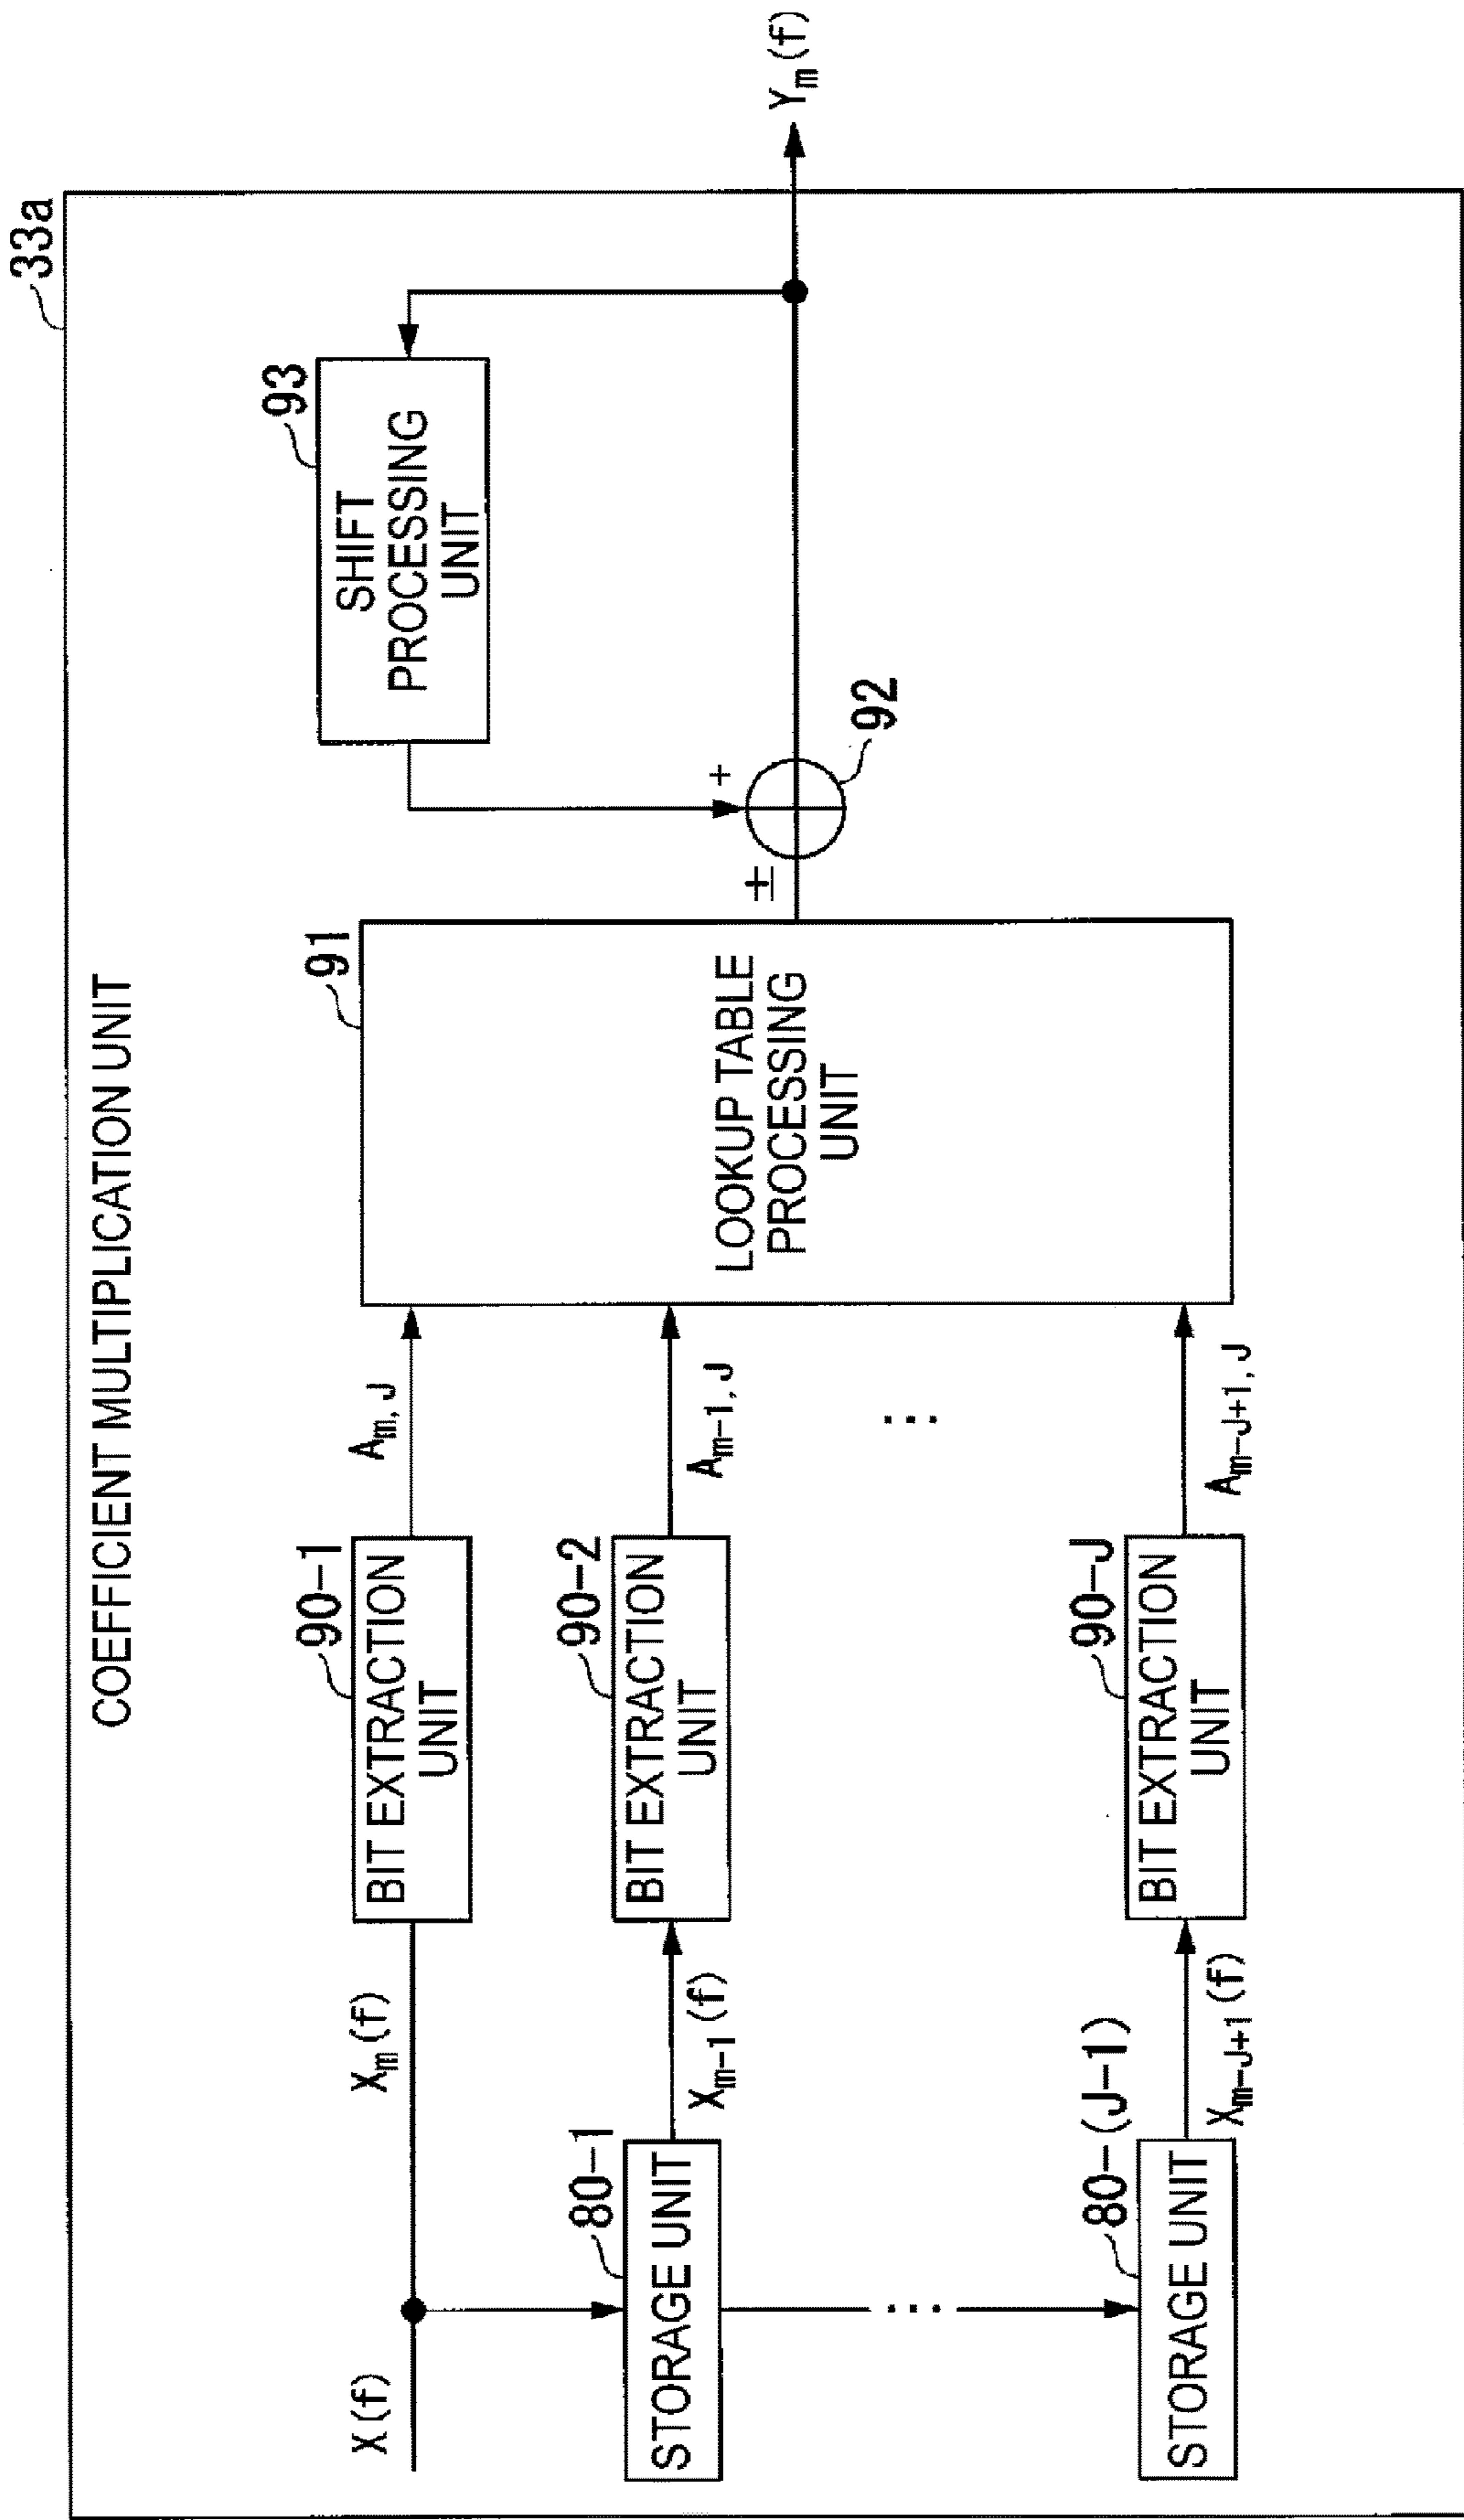 COEFFICIENT MULTIPLICATION UNIT
33a
X(f)
Xm(f)
90-1
BIT EXTRACTION
UNIT
Am, J
80-1
STORAGE UNIT
Xm-1(f)
90-2
BIT EXTRACTION
UNIT
Am-1, J
...
...
80-(J-1)
STORAGE UNIT
Xm-J+1(f)
90-J
BIT EXTRACTION
UNIT
Am-J+1, J
91
LOOKUP TABLE
PROCESSING
UNIT
±
+
92
93
SHIFT
PROCESSING
UNIT
Ym(f)